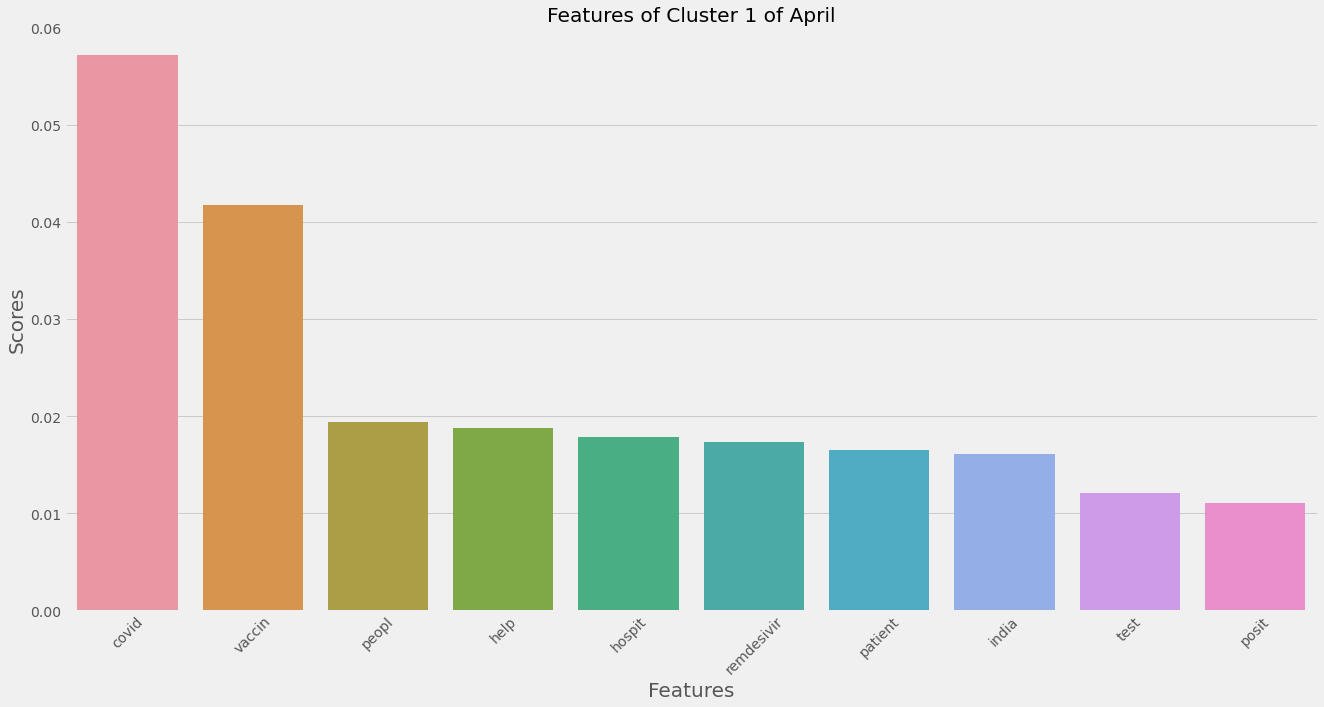 Features of Cluster 1 of April
0.06
0.05
0.04
0.03
0.02
0.01
0.00
Scores
covid
vaccin
peopl
help
hospit
remdesivir
patient
india
test
posit
Features